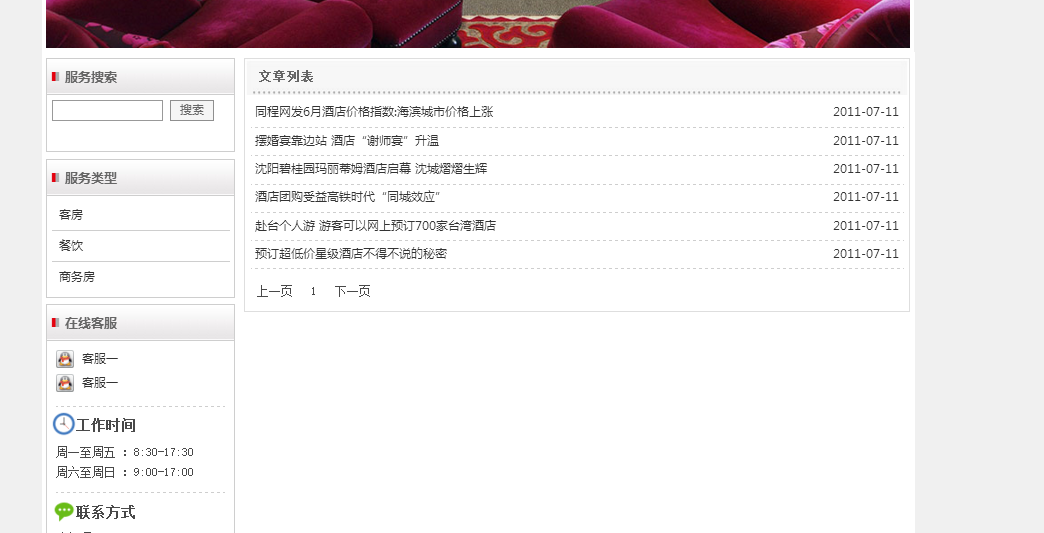 服务搜索
搜索
服务类型
客房
餐饮
商务房
在线客服
客服一
客服一
工作时间
周一至周五 ：8:30-17:30
周六至周日 ：9:00-17:00
联系方式
文章列表
同程网发6月酒店价格指数:海滨城市价格上涨 2011-07-11
摆婚宴靠边站 酒店“谢师宴”升温 2011-07-11
沈阳碧桂园玛丽蒂姆酒店启幕 沈城熠熠生辉 2011-07-11
酒店团购受益高铁时代“同城效应” 2011-07-11
赴台个人游 游客可以网上预订700家台湾酒店 2011-07-11
预订超低价星级酒店不得不说的秘密 2011-07-11
上一页 1 下一页